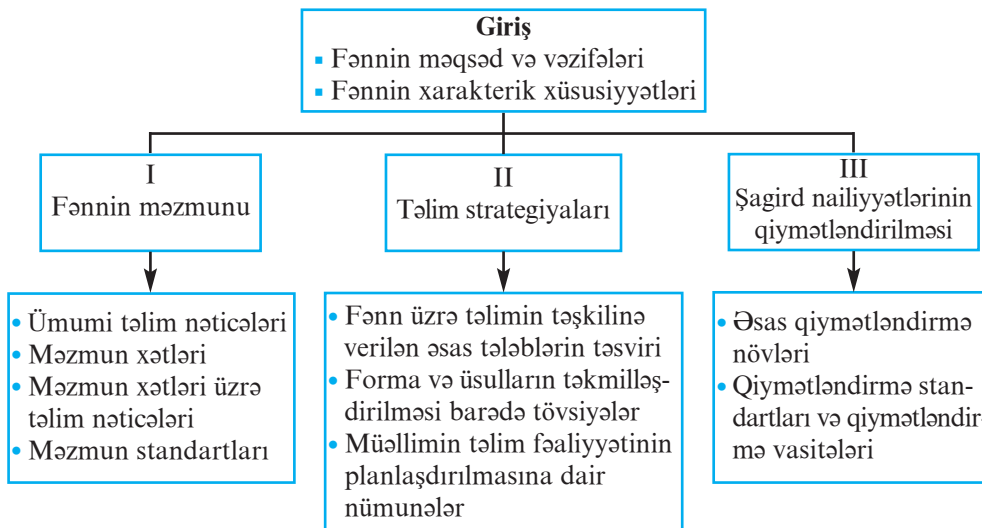 Giriş
▪ Fənnin məqsəd və vəzifələri
▪ Fənnin xarakterik xüsusiyyətləri
I
Fənnin məzmunu
II
Təlim strategiyaları
III
Şagird nailiyyətlərinin
qiymətləndirilməsi
• Ümumi təlim nəticələri
• Məzmun xətləri
• Məzmun xətləri üzrə
təlim nəticələri
• Məzmun standartları
• Fənn üzrə təlimin təşkilinə
verilən əsas tələblərin təsviri
• Forma və üsulların təkmilləş-
dirilməsi barədə tövsiyələr
• Müəllimin təlim fəaliyyətinin
planlaşdırılmasına dair
nümunələr
• Əsas qiymətləndirmə
növləri
• Qiymətləndirmə stan-
dartları və qiymətləndir-
mə vasitələri